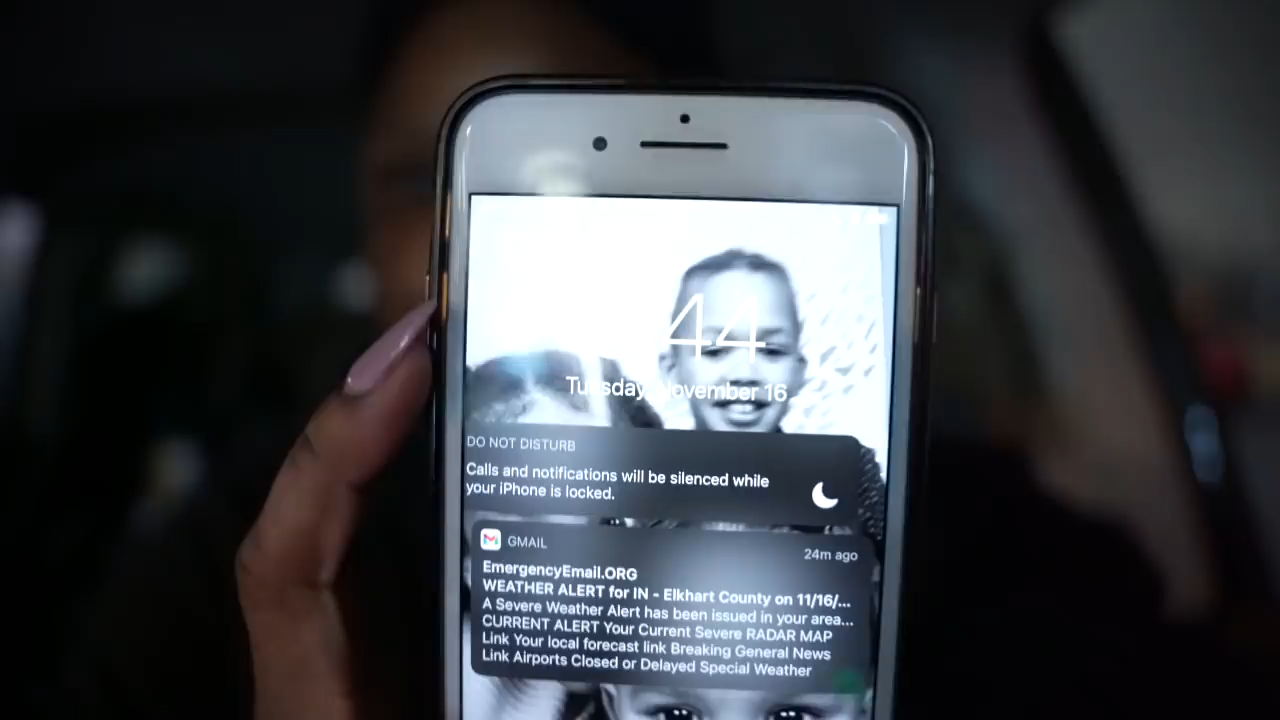 44
Tuesday, November 16
DO NOT DISTURB
Calls and notifications will be silenced while
your iPhone is locked.
GMAIL
24m ago
EmergencyEmail.ORG
WEATHER ALERT for IN - Elkhart County on 11/16/...
A Severe Weather Alert has been issued in your area...
CURRENT ALERT Your Current Severe RADAR MAP
Link Your local forecast link Breaking General News
Link Airports Closed or Delayed Special Weather